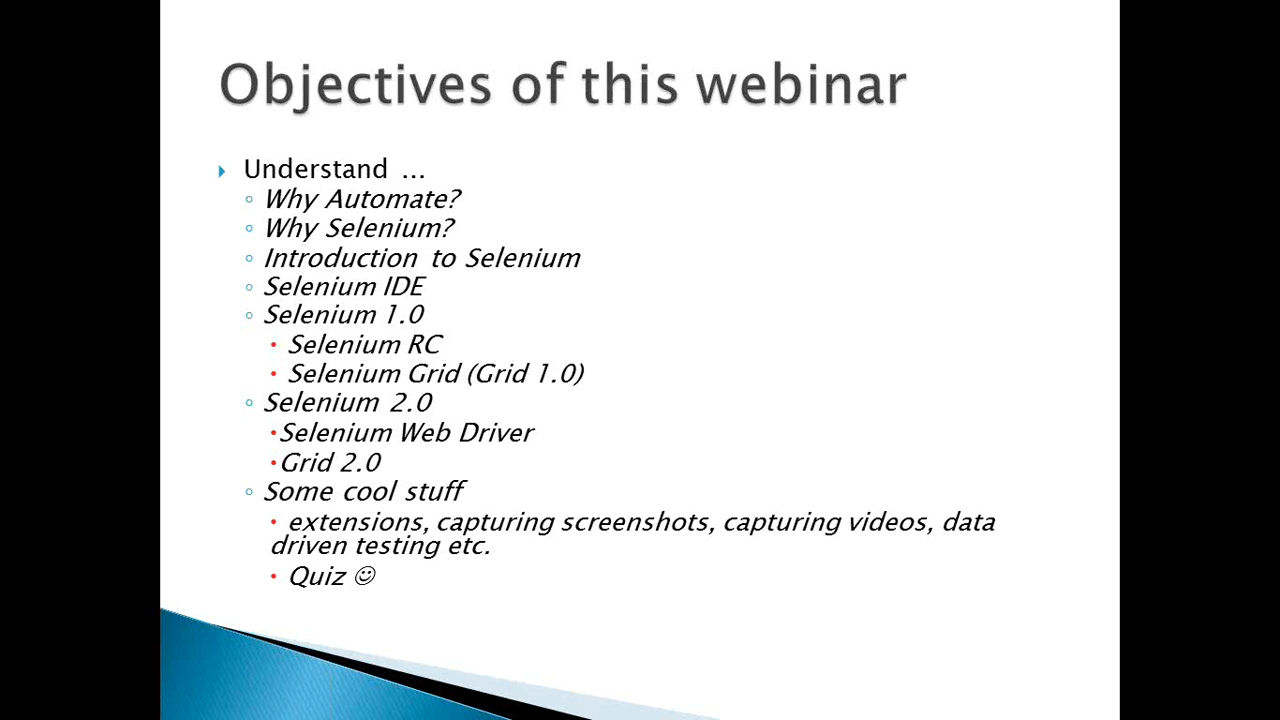 Objectives of this webinar
Understand ...
Why Automate?
Why Selenium?
Introduction to Selenium
Selenium IDE
Selenium 1.0
Selenium RC
Selenium Grid (Grid 1.0)
Selenium 2.0
Selenium Web Driver
Grid 2.0
Some cool stuff
extensions, capturing screenshots, capturing videos, data
driven testing etc.
Quiz ☺